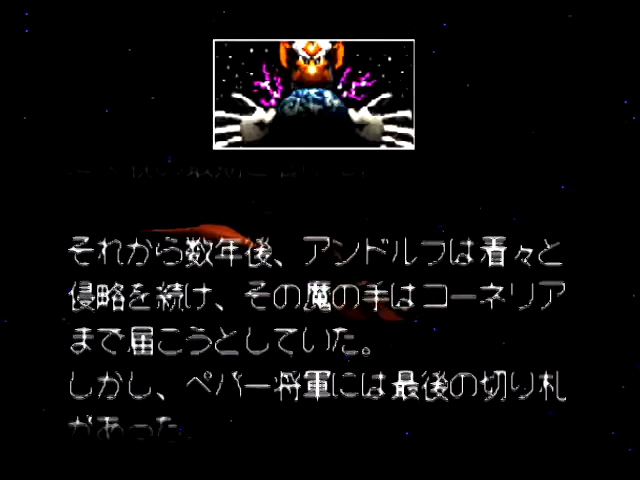 それから数年後、アンドルフは着々と
侵略を続け、その魔の手はコーネリア
まで届こうとしていた。
しかし、ペパー将軍には最後の切り札
があった。